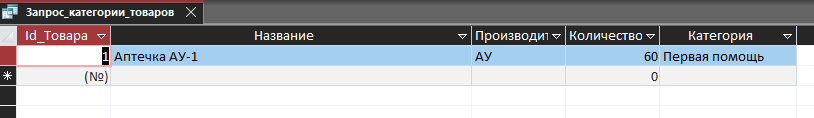 Запрос_категории_товаров
Id_Товара Название Производит Количество Категория
1 Аптечка АУ-1 АУ 60 Первая помощь
(№) 0